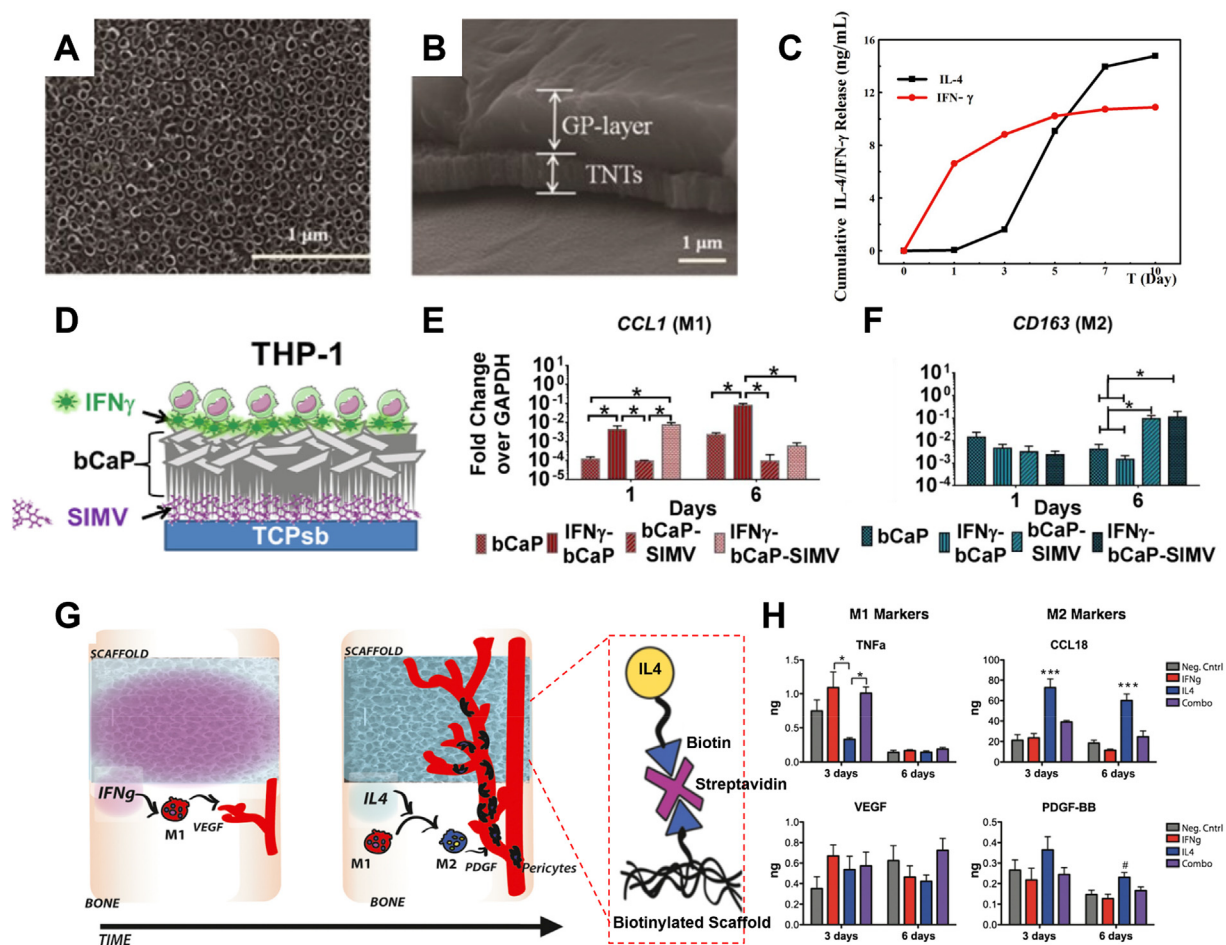 A
1 μm
B
GP-layer
TNTs
1 μm
C
Cumulative IL-4/IFN-γ Release (ng/mL)
16
12
8
4
0
IL-4
IFN- γ
0 1 3 5 7 10
T (Day)
D
THP-1
IFNγ
bCaP
SIMV
TCPsb
E
CCL1 (M1)
Fold Change
over GAPDH
10¹
10⁰
10⁻¹
10⁻²
10⁻³
10⁻⁴
10⁻⁵
* * * * * * * *
1 6
Days
bCaP
IFNγ-
bCaP
bCaP-
SIMV
IFNγ-
bCaP-SIMV
F
CD163 (M2)
10¹
10⁰
10⁻¹
10⁻²
10⁻³
10⁻⁴
*
*
1 6
Days
bCaP
IFNγ-
bCaP
bCaP-
SIMV
IFNγ-
bCaP-SIMV
G
SCAFFOLD
IFNg
M1
VEGF
BONE
SCAFFOLD
IL4
M1
M2
PDGF
Pericytes
BONE
TIME
IL4
Biotin
Streptavidin
Biotinylated Scaffold
H
M1 Markers
M2 Markers
TNFa
ng
1.5
1.0
0.5
0.0
* *
3 days 6 days
CCL18
ng
100
80
60
40
20
0
*** ***
3 days 6 days
Neg. Cntrl
IFNg
IL4
Combo
VEGF
ng
1.0
0.8
0.6
0.4
0.2
0.0
3 days 6 days
PDGF-BB
ng
0.5
0.4
0.3
0.2
0.1
0.0
#
3 days 6 days
Neg. Cntrl
IFNg
IL4
Combo